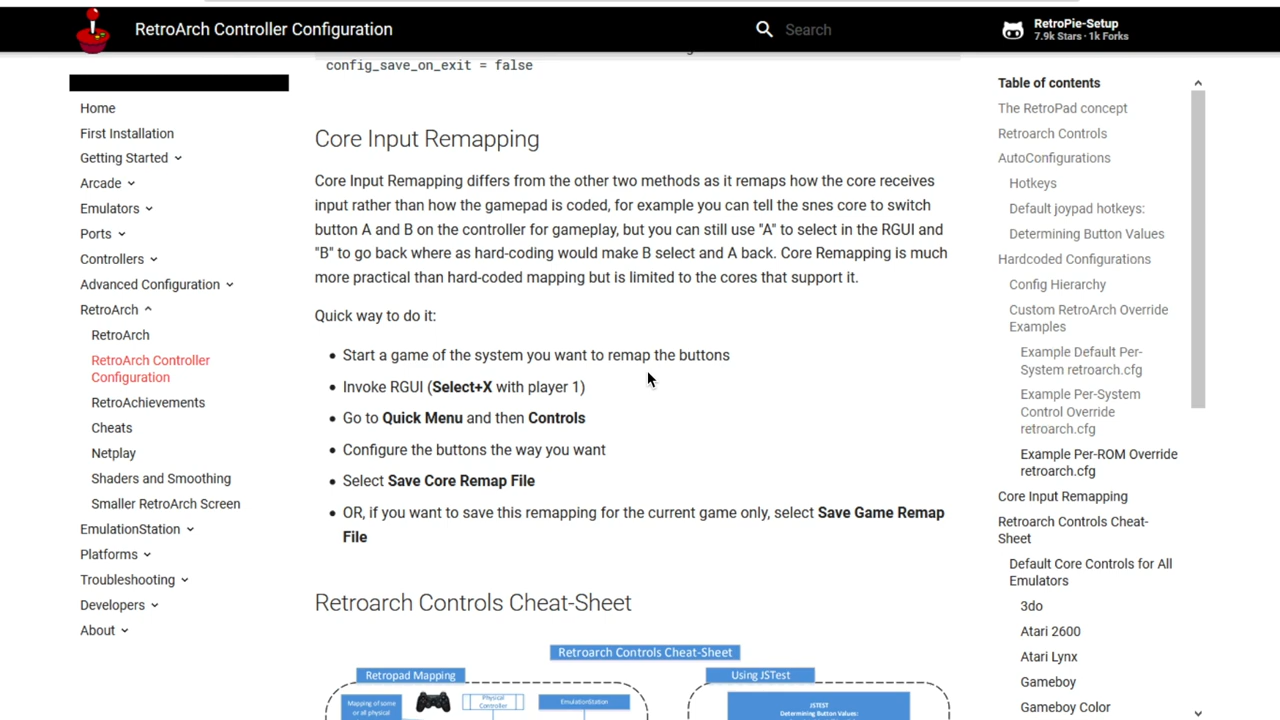 RetroArch Controller Configuration
Search
RetroPie-Setup
7.9k Stars · 1k Forks
Home
First Installation
Getting Started
Arcade
Emulators
Ports
Controllers
Advanced Configuration
RetroArch
RetroArch
RetroArch Controller
Configuration
RetroAchievements
Cheats
Netplay
Shaders and Smoothing
Smaller RetroArch Screen
EmulationStation
Platforms
Troubleshooting
Developers
About
config_save_on_exit = false
Core Input Remapping
Core Input Remapping differs from the other two methods as it remaps how the core receives
input rather than how the gamepad is coded, for example you can tell the snes core to switch
button A and B on the controller for gameplay, but you can still use "A" to select in the RGUI and
"B" to go back where as hard-coding would make B select and A back. Core Remapping is much
more practical than hard-coded mapping but is limited to the cores that support it.
Quick way to do it:
• Start a game of the system you want to remap the buttons
• Invoke RGUI (Select+X with player 1)
• Go to Quick Menu and then Controls
• Configure the buttons the way you want
• Select Save Core Remap File
• OR, if you want to save this remapping for the current game only, select Save Game Remap
File
Retroarch Controls Cheat-Sheet
Retroarch Controls Cheat-Sheet
Retropad Mapping
Using JSTest
Mapping of some
or all physical
Physical
Controller
EmulationStation
JSTEST
Determining Button Values:
Table of contents
The RetroPad concept
Retroarch Controls
AutoConfigurations
Hotkeys
Default joypad hotkeys:
Determining Button Values
Hardcoded Configurations
Config Hierarchy
Custom RetroArch Override
Examples
Example Default Per-
System retroarch.cfg
Example Per-System
Control Override
retroarch.cfg
Example Per-ROM Override
retroarch.cfg
Core Input Remapping
Retroarch Controls Cheat-
Sheet
Default Core Controls for All
Emulators
3do
Atari 2600
Atari Lynx
Gameboy
Gameboy Color